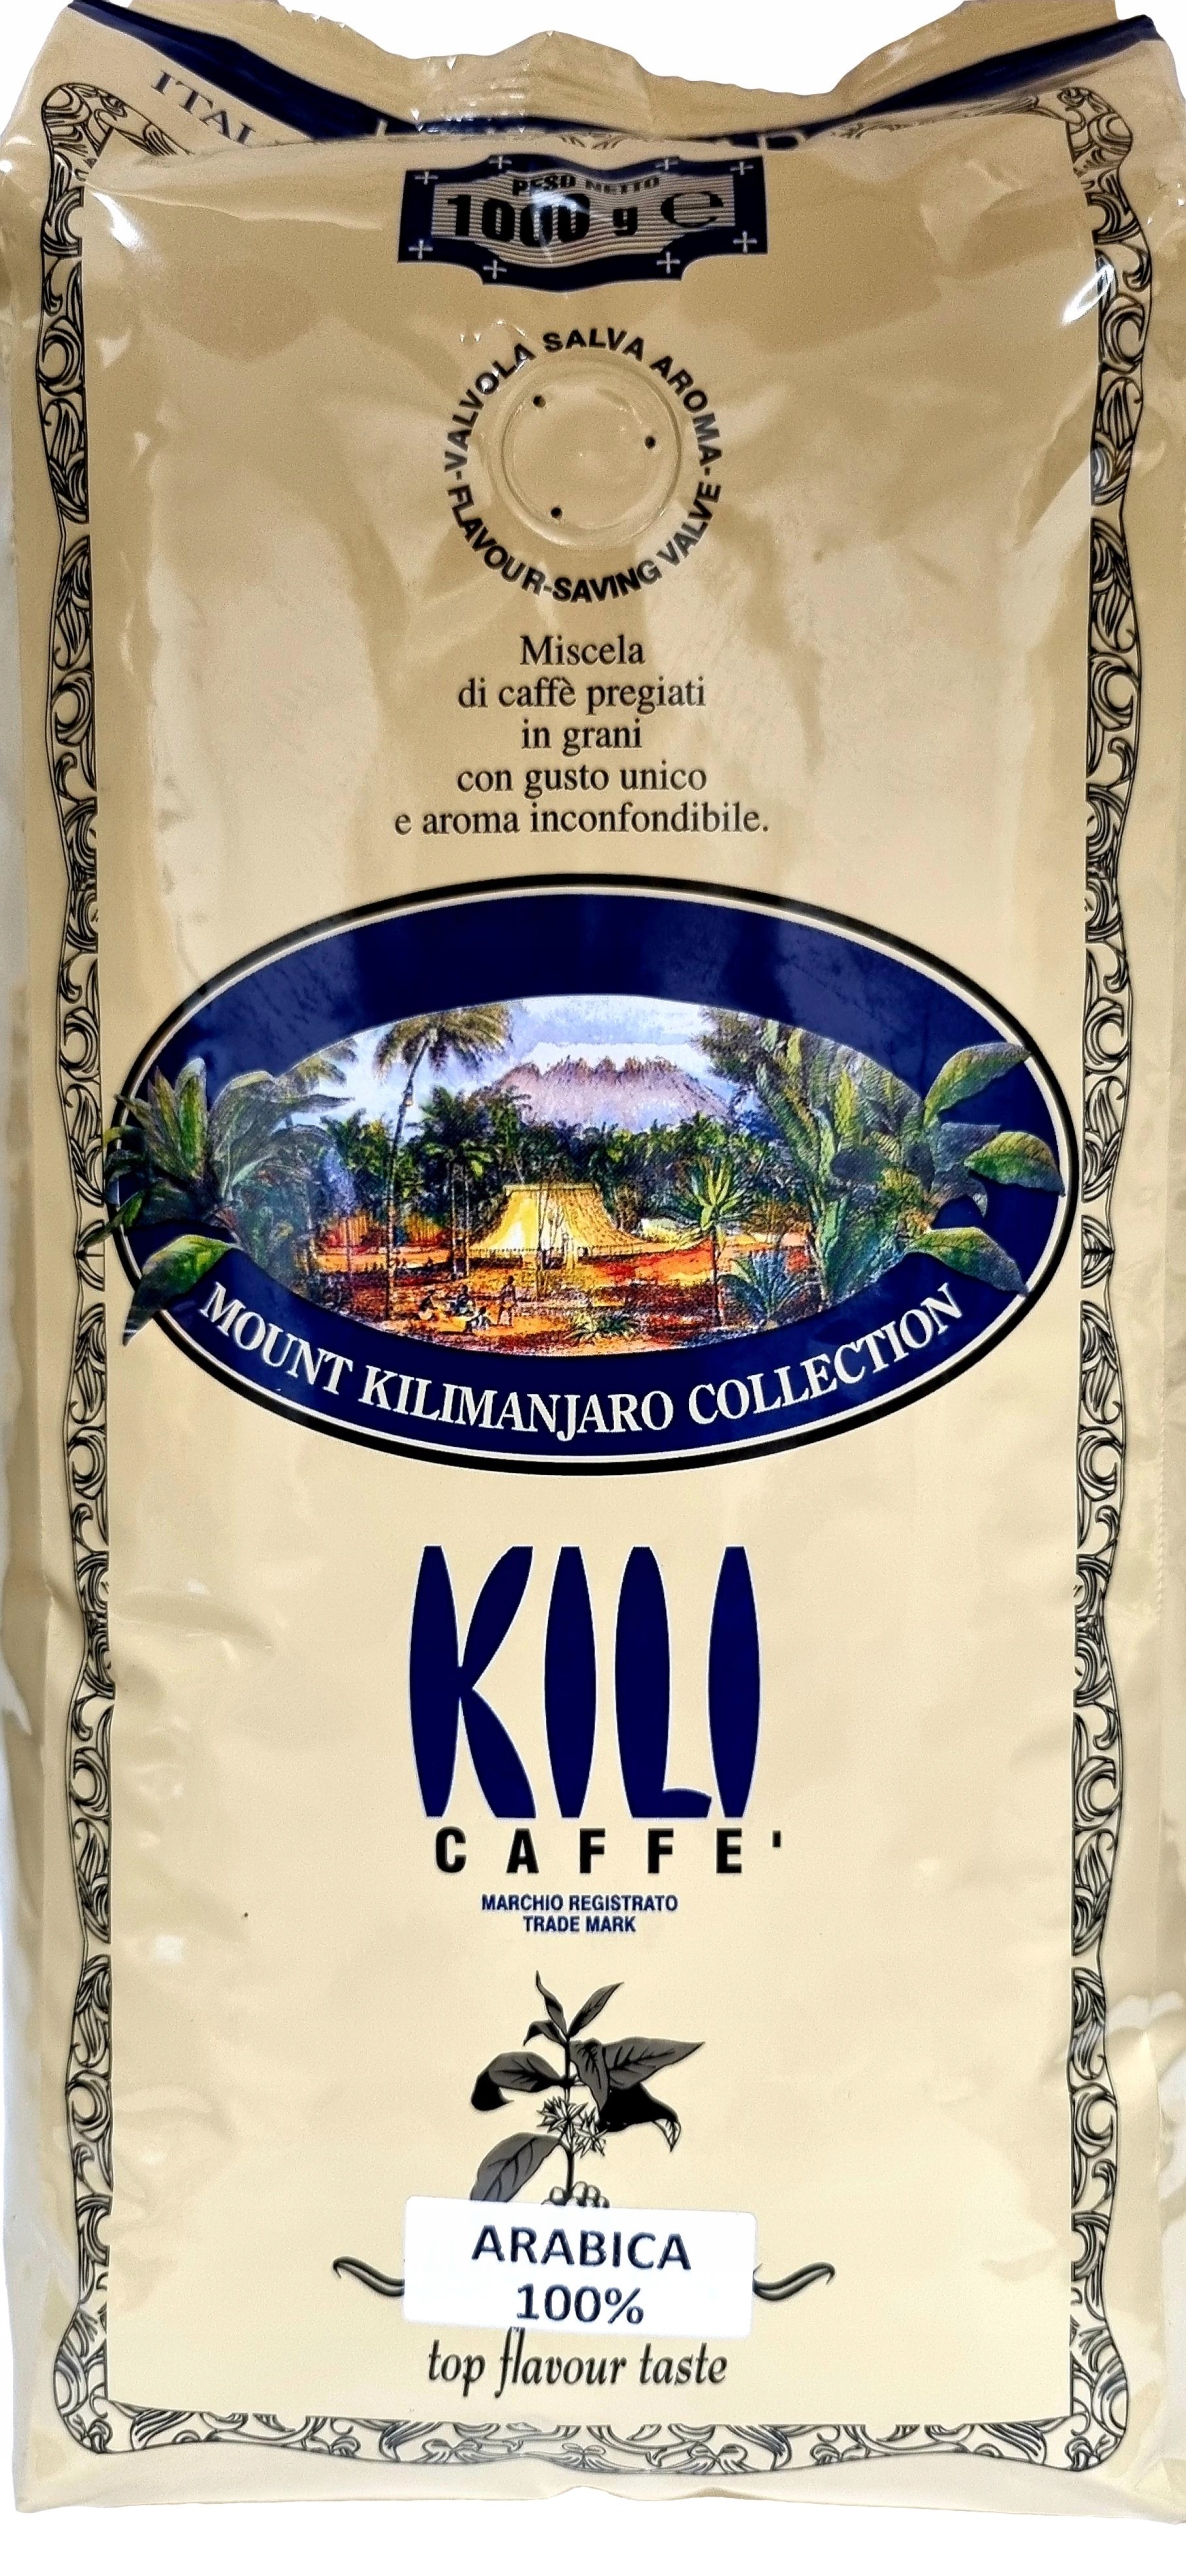 PESO NETTO
1000 g e
VALVOLA SALVA AROMA - FLAVOUR-SAVING VALVE -
Miscela
di caffè pregiati
in grani
con gusto unico
e aroma inconfondibile.
MOUNT KILIMANJARO COLLECTION
KILI
CAFFE'
MARCHIO REGISTRATO
TRADE MARK
ARABICA
100%
top flavour taste